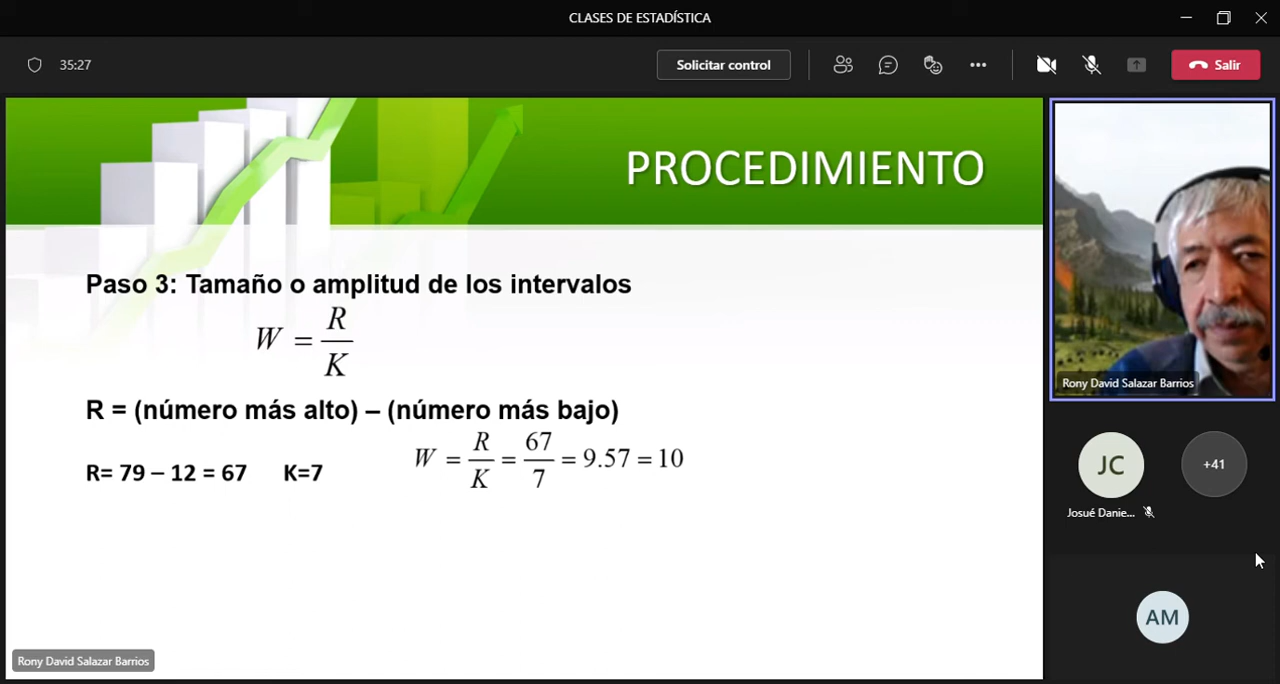 CLASES DE ESTADÍSTICA
35:27
Solicitar control
Salir
PROCEDIMIENTO
Paso 3: Tamaño o amplitud de los intervalos
W = R/K
R = (número más alto) – (número más bajo)
R= 79 – 12 = 67 K=7
W = R/K = 67/7 = 9.57 = 10
Rony David Salazar Barrios
Rony David Salazar Barrios
JC
+41
Josué Danie...
AM